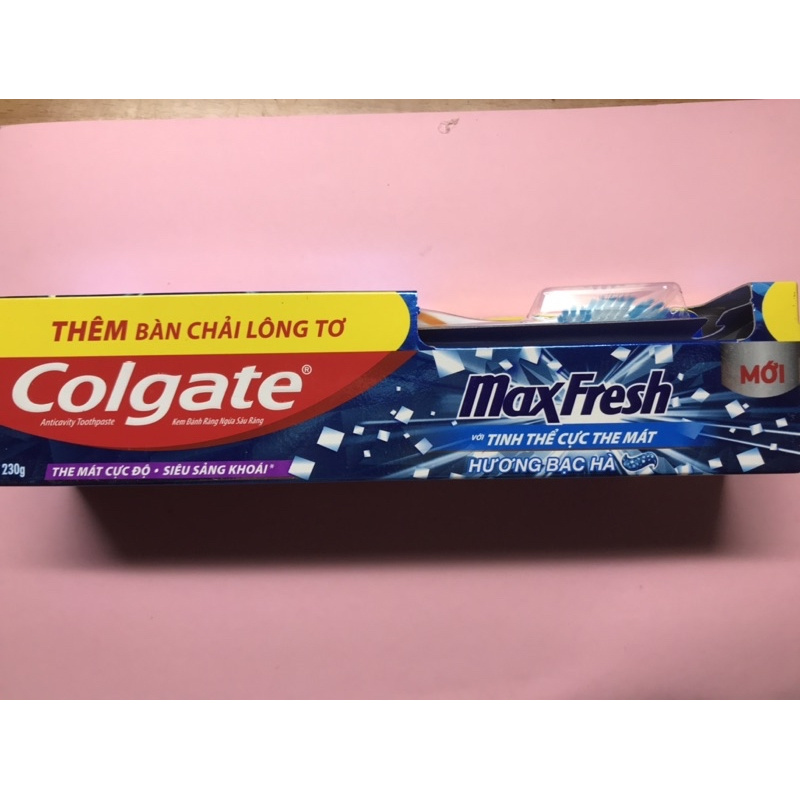 THÊM BÀN CHẢI LÔNG TƠ
Colgate®
Anticavity Toothpaste Kem Đánh Răng Ngừa Sâu Răng
230g THE MÁT CỰC ĐỘ • SIÊU SẢNG KHOÁI*
MaxFresh
VỚI TINH THỂ CỰC THE MÁT
HƯƠNG BẠC HÀ
MỚI